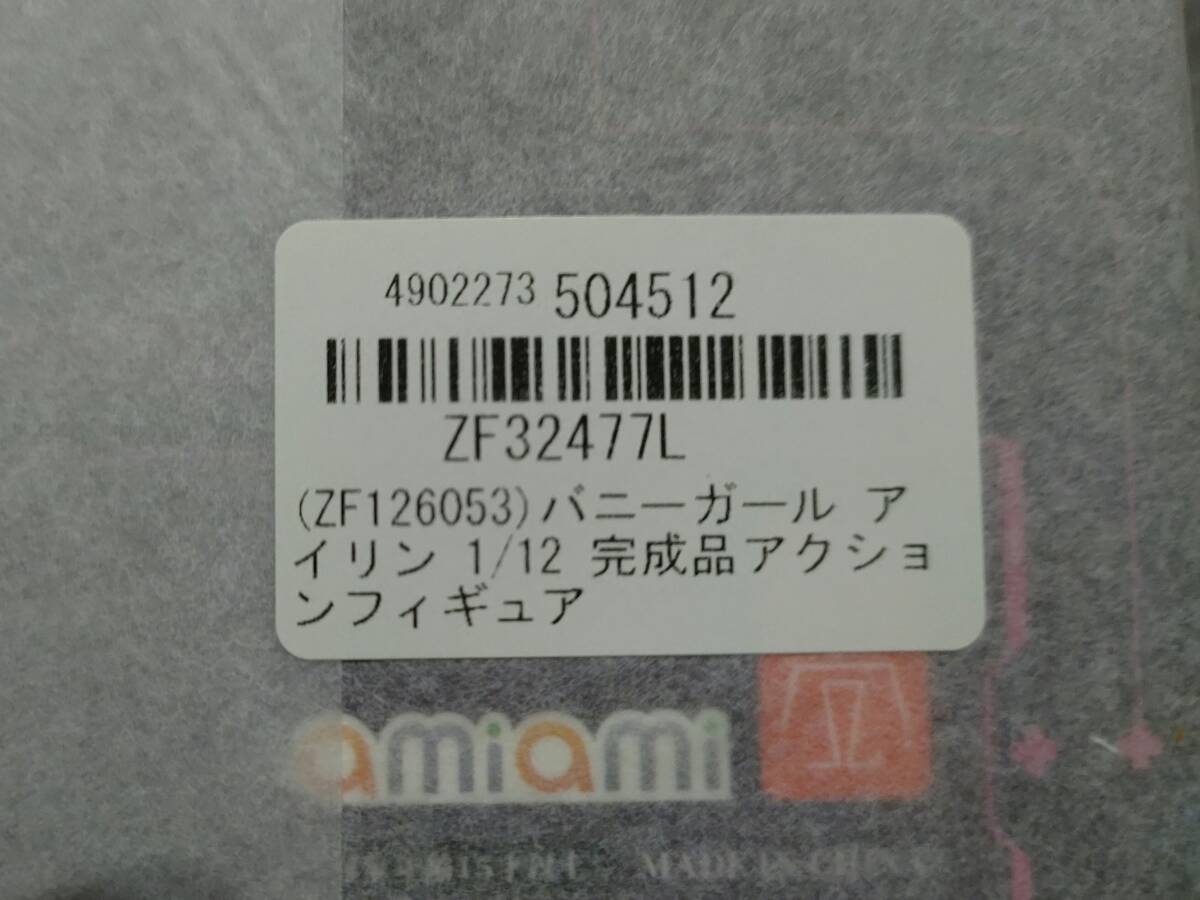 4902273 504512
ZF32477L
(ZF126053)バニーガール ア
イリン 1/12 完成品アクショ
ンフィギュア
amiami
MADE IN CHINA